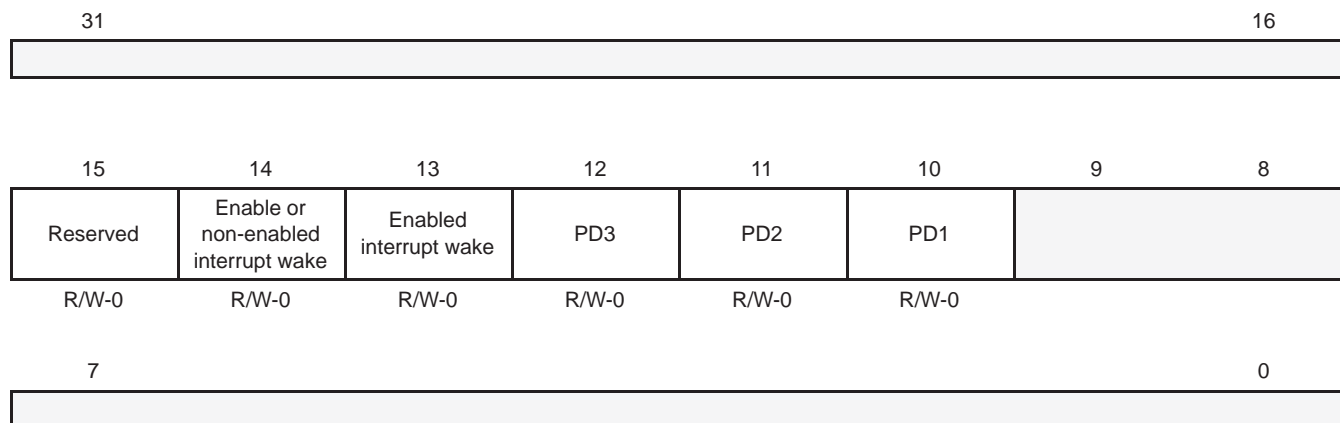 31 16
15 14 13 12 11 10 9 8
Reserved
Enable or
non-enabled
interrupt wake
Enabled
interrupt wake
PD3
PD2
PD1
R/W-0 R/W-0 R/W-0 R/W-0 R/W-0 R/W-0
7 0